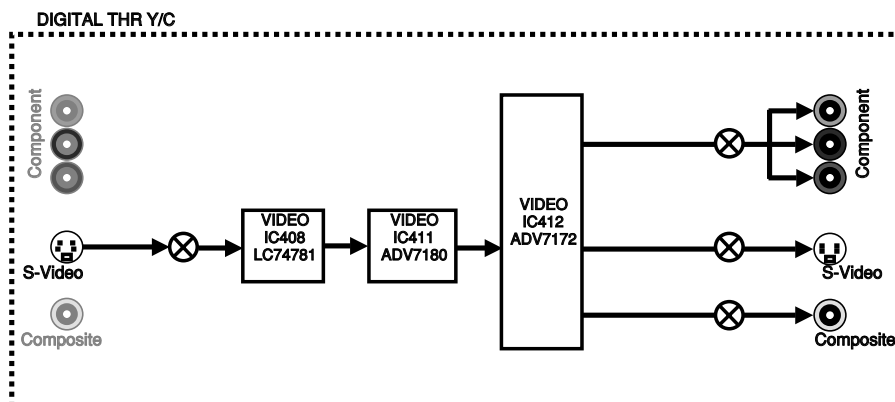 DIGITAL THR Y/C
Component
S-Video
Composite
VIDEO
IC408
LC74781
VIDEO
IC411
ADV7180
VIDEO
IC412
ADV7172
Component
S-Video
Composite